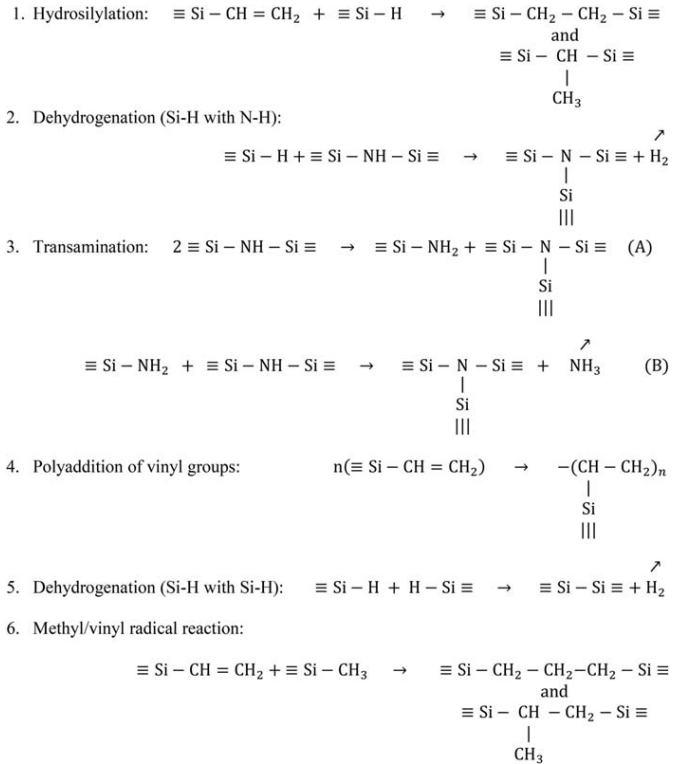 1. Hydrosilylation: ≡ Si − CH = CH₂ + ≡ Si − H → ≡ Si − CH₂ − CH₂ − Si ≡
and
≡ Si − CH − Si ≡
|
CH₃
2. Dehydrogenation (Si-H with N-H):
↗
≡ Si − H + ≡ Si − NH − Si ≡ → ≡ Si − N − Si ≡ + H₂
|
Si
|||
3. Transamination: 2 ≡ Si − NH − Si ≡ → ≡ Si − NH₂ + ≡ Si − N − Si ≡ (A)
|
Si
|||
↗
≡ Si − NH₂ + ≡ Si − NH − Si ≡ → ≡ Si − N − Si ≡ + NH₃ (B)
|
Si
|||
4. Polyaddition of vinyl groups: n(≡ Si − CH = CH₂) → −(CH − CH₂)ₙ
|
Si
|||
↗
5. Dehydrogenation (Si-H with Si-H): ≡ Si − H + H − Si ≡ → ≡ Si − Si ≡ + H₂
6. Methyl/vinyl radical reaction:
≡ Si − CH = CH₂ + ≡ Si − CH₃ → ≡ Si − CH₂ − CH₂−CH₂ − Si ≡
and
≡ Si − CH − CH₂ − Si ≡
|
CH₃